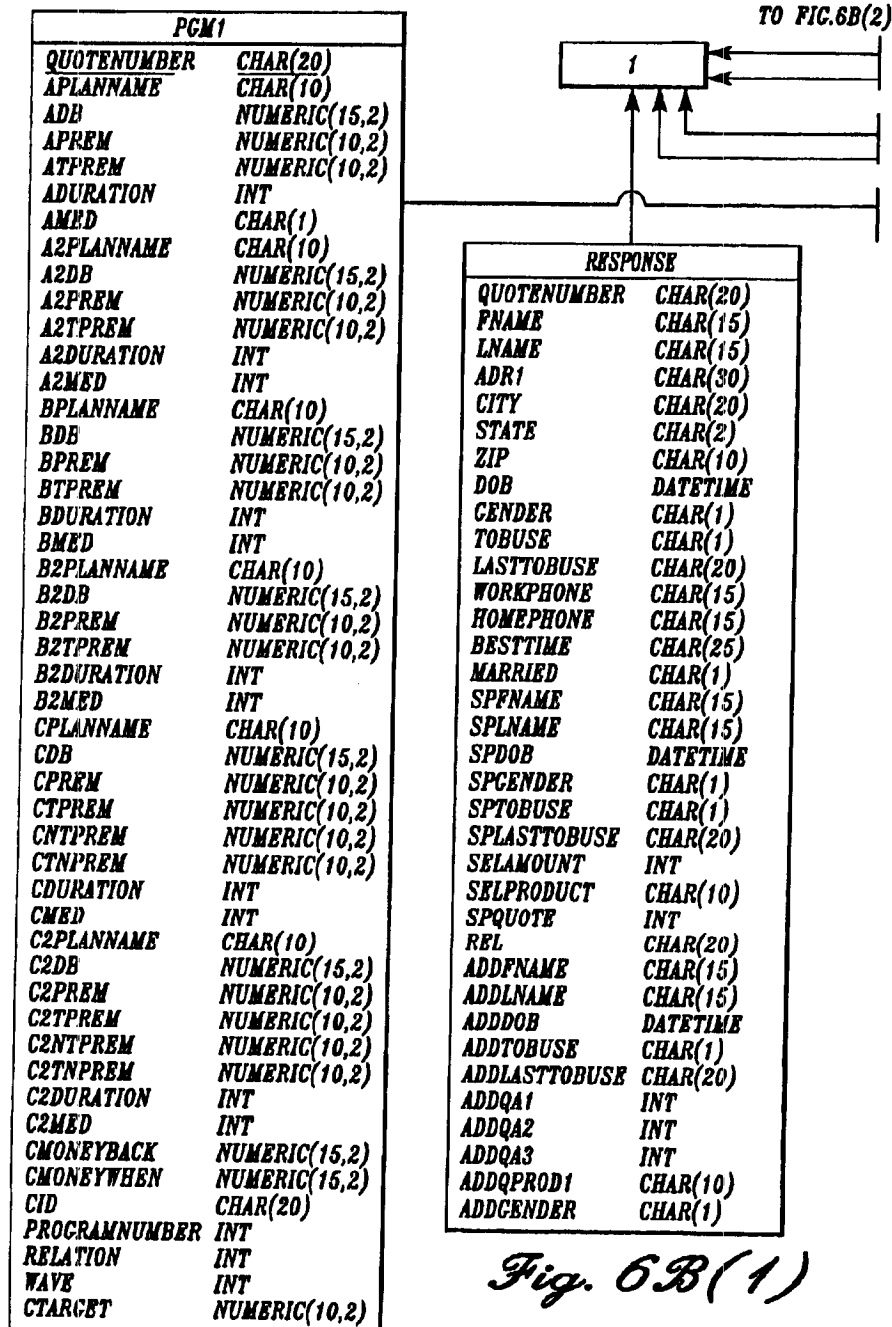 TO FIG.6B(2)
PGM1
QUOTENUMBER CHAR(20)
APLANNAME CHAR(10)
ADB NUMERIC(15,2)
APREM NUMERIC(10,2)
ATPREM NUMERIC(10,2)
ADURATION INT
AMED CHAR(1)
A2PLANNAME CHAR(10)
A2DB NUMERIC(15,2)
A2PREM NUMERIC(10,2)
A2TPREM NUMERIC(10,2)
A2DURATION INT
A2MED INT
BPLANNAME CHAR(10)
BDB NUMERIC(15,2)
BPREM NUMERIC(10,2)
BTPREM NUMERIC(10,2)
BDURATION INT
BMED INT
B2PLANNAME CHAR(10)
B2DB NUMERIC(15,2)
B2PREM NUMERIC(10,2)
B2TPREM NUMERIC(10,2)
B2DURATION INT
B2MED INT
CPLANNAME CHAR(10)
CDB NUMERIC(15,2)
CPREM NUMERIC(10,2)
CTPREM NUMERIC(10,2)
CNTPREM NUMERIC(10,2)
CTNPREM NUMERIC(10,2)
CDURATION INT
CMED INT
C2PLANNAME CHAR(10)
C2DB NUMERIC(15,2)
C2PREM NUMERIC(10,2)
C2TPREM NUMERIC(10,2)
C2NTPREM NUMERIC(10,2)
C2TNPREM NUMERIC(10,2)
C2DURATION INT
C2MED INT
CMONEYBACK NUMERIC(15,2)
CMONEYWHEN NUMERIC(15,2)
CID CHAR(20)
PROGRAMNUMBER INT
RELATION INT
WAVE INT
CTARGET NUMERIC(10,2)
1
RESPONSE
QUOTENUMBER CHAR(20)
FNAME CHAR(15)
LNAME CHAR(15)
ADR1 CHAR(30)
CITY CHAR(20)
STATE CHAR(2)
ZIP CHAR(10)
DOB DATETIME
GENDER CHAR(1)
TOBUSE CHAR(1)
LASTTOBUSE CHAR(20)
WORKPHONE CHAR(15)
HOMEPHONE CHAR(15)
BESTTIME CHAR(25)
MARRIED CHAR(1)
SPFNAME CHAR(15)
SPLNAME CHAR(15)
SPDOB DATETIME
SPGENDER CHAR(1)
SPTOBUSE CHAR(1)
SPLASTTOBUSE CHAR(20)
SELAMOUNT INT
SELPRODUCT CHAR(10)
SPQUOTE INT
REL CHAR(20)
ADDFNAME CHAR(15)
ADDLNAME CHAR(15)
ADDDOB DATETIME
ADDTOBUSE CHAR(1)
ADDLASTTOBUSE CHAR(20)
ADDQA1 INT
ADDQA2 INT
ADDQA3 INT
ADDQPROD1 CHAR(10)
ADDGENDER CHAR(1)
Fig. 6B(1)